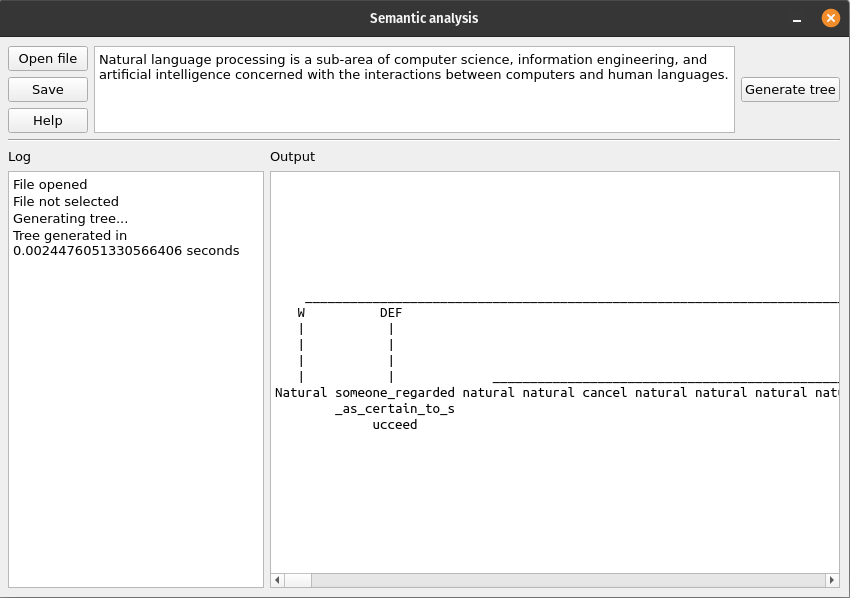 Semantic analysis
Open file
Save
Help
Natural language processing is a sub-area of computer science, information engineering, and
artificial intelligence concerned with the interactions between computers and human languages.
Generate tree
Log
File opened
File not selected
Generating tree...
Tree generated in
0.0024476051330566406 seconds
Output
W DEF
Natural someone_regarded natural natural cancel natural natural natural natu
_as_certain_to_s
ucceed